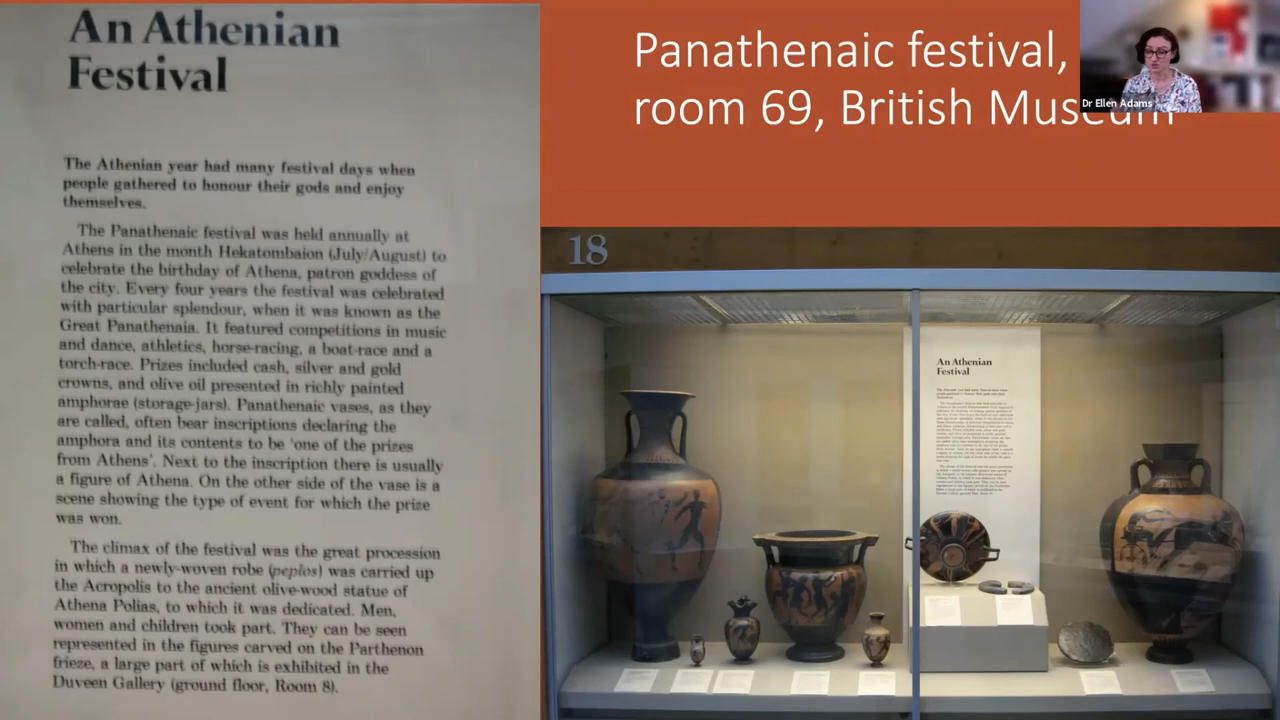 An Athenian
Festival
The Athenian year had many festival days when
people gathered to honour their gods and enjoy
themselves.
The Panathenaic festival was held annually at
Athens in the month Hekatombaion (July/August) to
celebrate the birthday of Athena, patron goddess of
the city. Every four years the festival was celebrated
with particular splendour, when it was known as the
Great Panathenaia. It featured competitions in music
and dance, athletics, horse-racing, a boat-race and a
torch-race. Prizes included cash, silver and gold
crowns, and olive oil presented in richly painted
amphorae (storage-jars). Panathenaic vases, as they
are called, often bear inscriptions declaring the
amphora and its contents to be 'one of the prizes
from Athens'. Next to the inscription there is usually
a figure of Athena. On the other side of the vase is a
scene showing the type of event for which the prize
was won.
The climax of the festival was the great procession
in which a newly-woven robe (peplos) was carried up
the Acropolis to the ancient olive-wood statue of
Athena Polias, to which it was dedicated. Men,
women and children took part. They can be seen
represented in the figures carved on the Parthenon
frieze, a large part of which is exhibited in the
Duveen Gallery (ground floor, Room 8).
Panathenaic festival,
room 69, British Museum
Dr Ellen Adams
18
An Athenian
Festival